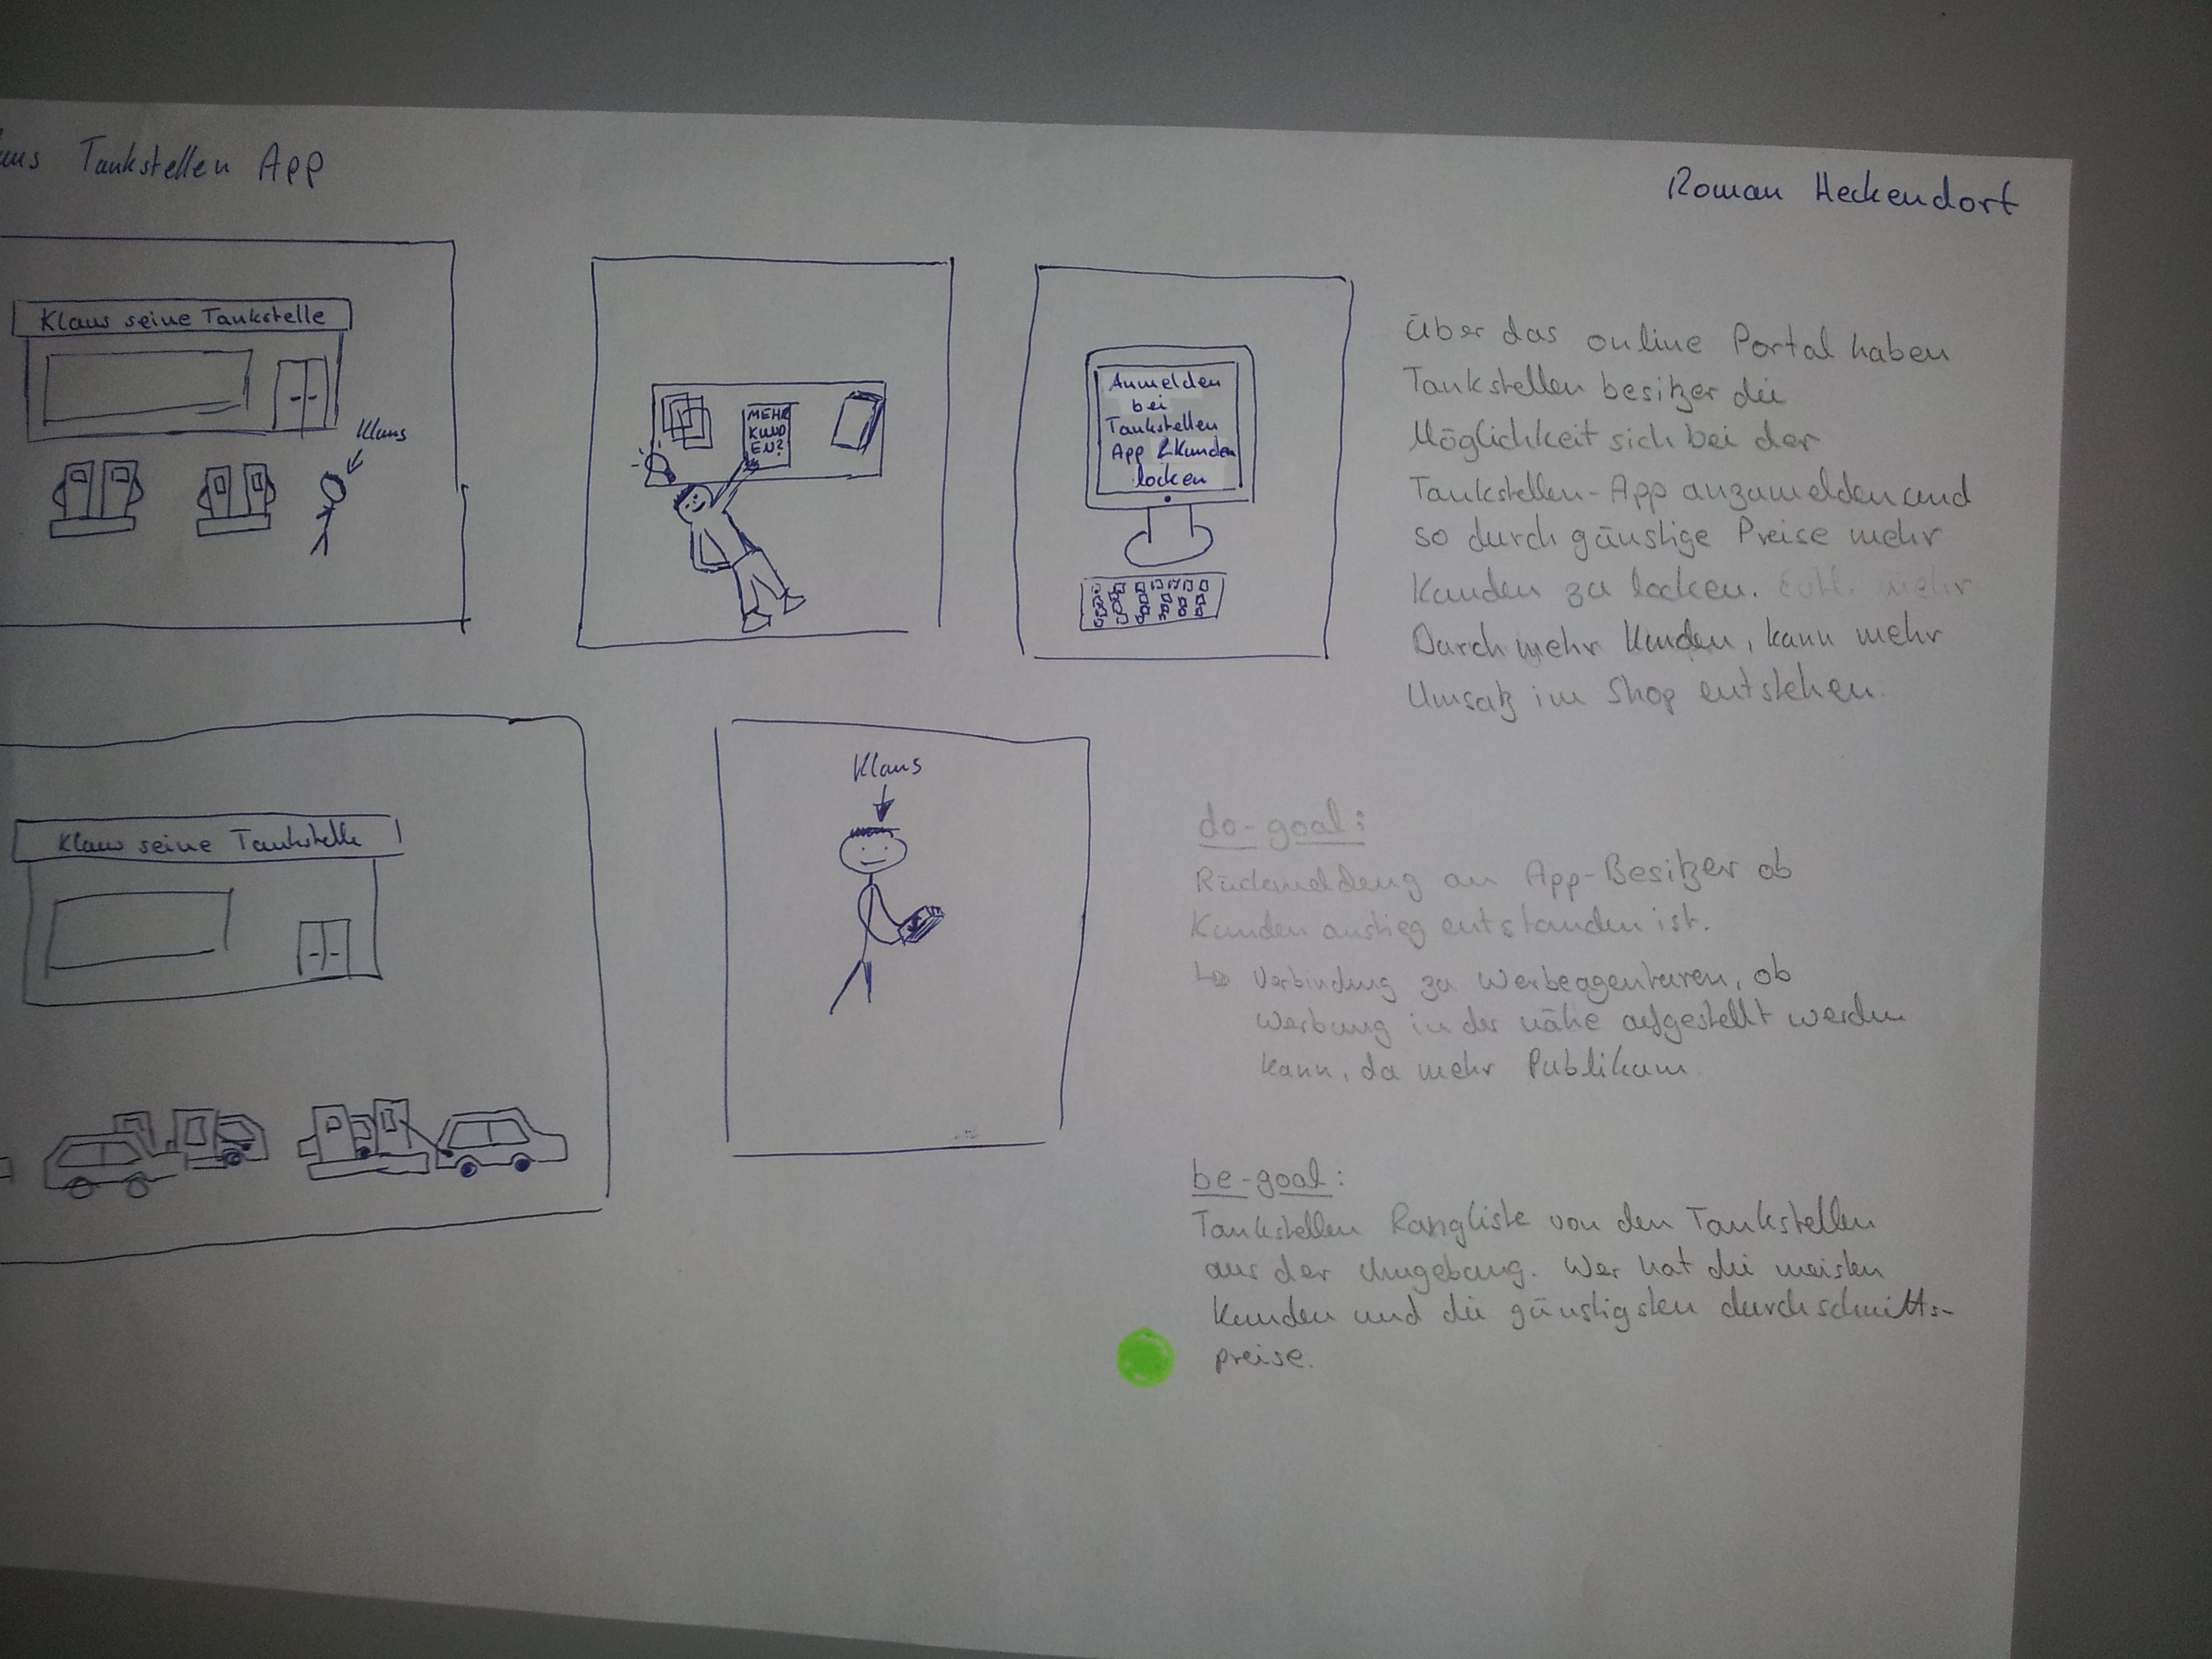 Tankstellen App
Roman Heckendorf
Klaus seine Tankstelle
Klaus
MEHR
KUND
EN?
Anmelden
bei
Tankstellen
App & Kunden
locken
Über das online Portal haben
Tankstellen besitzer die
Möglichkeit sich bei der
Tankstellen-App anzumelden und
so durch günstige Preise mehr
Kunden zu locken. mehr
Durch mehr Kunden, kann mehr
Umsatz im Shop entstehen.
Klaus seine Tankstelle
Klaus
do-goal:
Rückmeldung an App-Besitzer ob
Kunden anstieg entstanden ist.
↳ Verbindung zu Werbeagenturen, ob
Werbung in der nähe aufgestellt werden
kann, da mehr Publikum
be-goal:
Tankstellen Rangliste von den Tankstellen
aus der Umgebung. Wer hat die meisten
Kunden und die günstigsten durchschnitts-
preise.